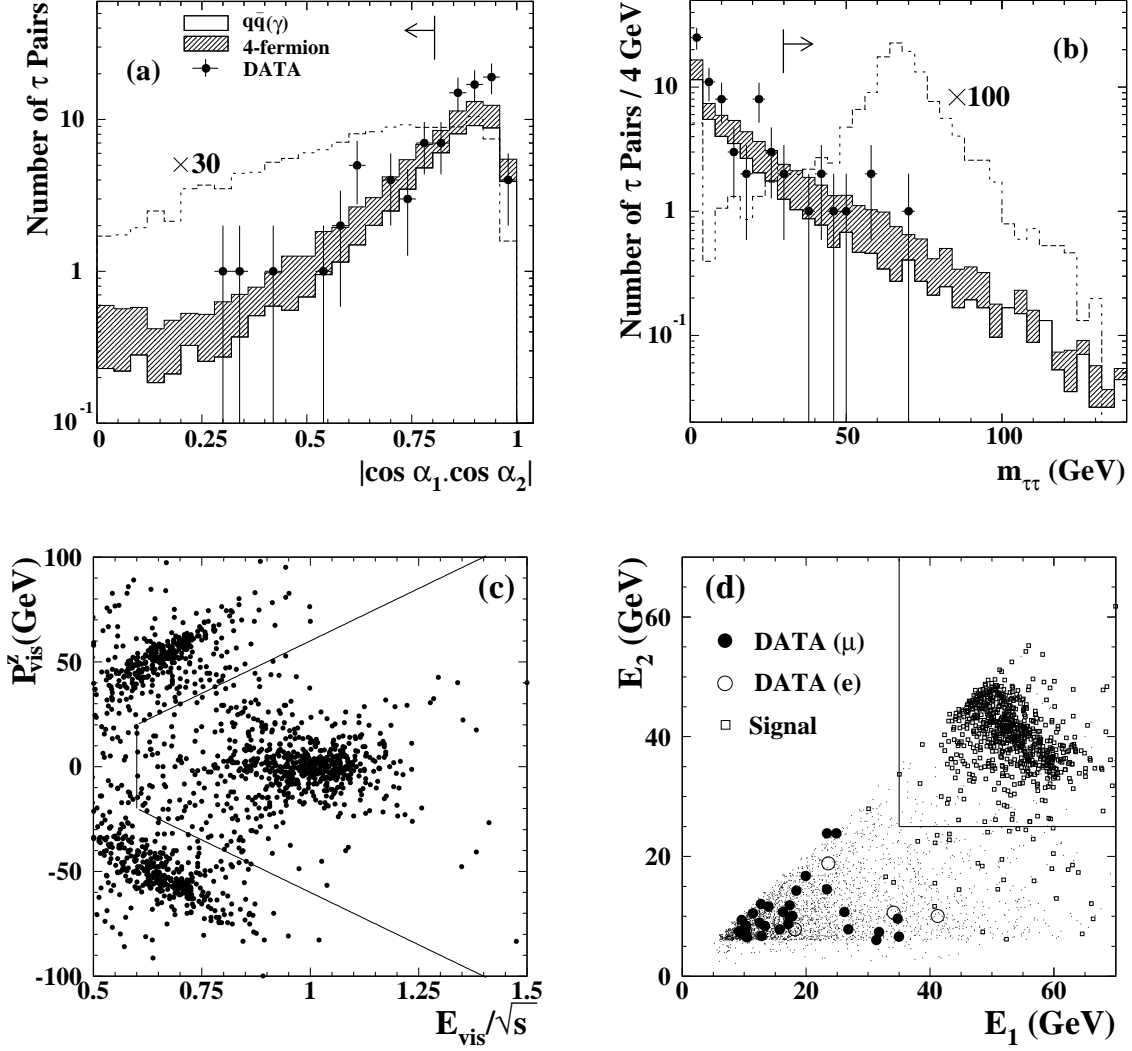 Number of τ Pairs
10
1
10⁻¹
(a)
qq̄(γ)
4-fermion
DATA
×30
0 0.25 0.5 0.75 1
|cos α₁.cos α₂|
Number of τ Pairs / 4 GeV
10
1
10⁻¹
(b)
×100
0 50 100
m_ττ (GeV)
P^z_vis (GeV)
100
50
0
-50
-100
(c)
0.5 0.75 1 1.25 1.5
E_vis/√s
E₂ (GeV)
60
40
20
0
(d)
DATA (μ)
DATA (e)
Signal
0 20 40 60
E₁ (GeV)